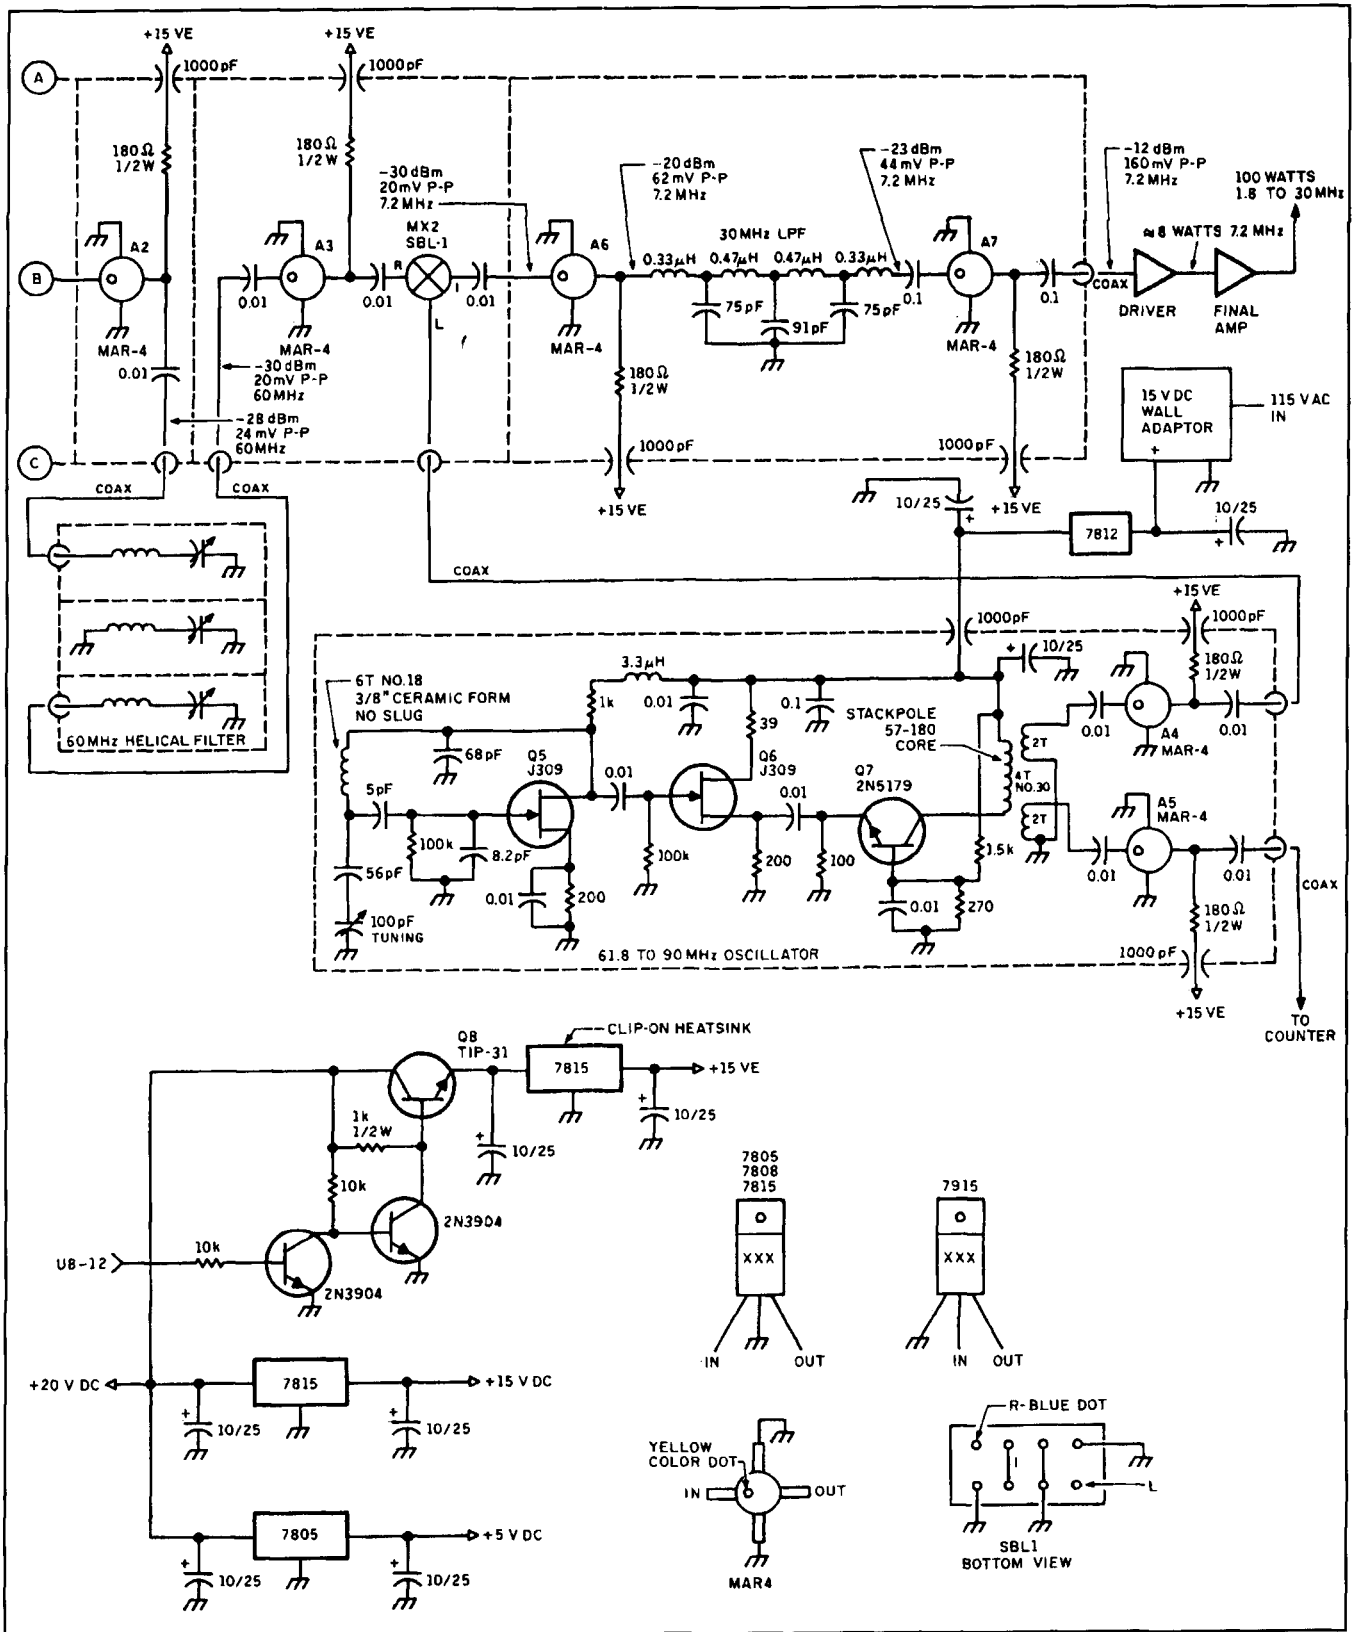 +15 VE
+15 VE
A
1000pF
1000pF
180Ω
1/2W
180Ω
1/2W
-30 dBm
20mV P-P
7.2 MHz
-20 dBm
62mV P-P
7.2 MHz
-23 dBm
44mV P-P
7.2 MHz
-12 dBm
160mV P-P
7.2 MHz
100 WATTS
1.8 TO 30 MHz
B
A2
MAR-4
0.01
A3
MAR-4
0.01
0.01
MX2
SBL-1
R
I
L
0.01
A6
MAR-4
30MHz LPF
0.33µH
0.47µH
0.47µH
0.33µH
75pF
91pF
75pF
0.1
A7
MAR-4
0.1
COAX
≈8 WATTS 7.2 MHz
DRIVER
FINAL
AMP
-30 dBm
20mV P-P
60MHz
-28 dBm
24mV P-P
60MHz
180Ω
1/2W
180Ω
1/2W
15 V DC
WALL
ADAPTOR
+
115 VAC
IN
C
1000pF
1000pF
COAX
COAX
+15 VE
+15 VE
10/25
+
7812
10/25
+
60MHz HELICAL FILTER
COAX
+15 VE
1000pF
1000pF
6T NO.18
3/8" CERAMIC FORM
NO SLUG
3.3µH
1k
0.01
39
0.1
+
10/25
180Ω
1/2W
STACKPOLE
57-180
CORE
0.01
A4
MAR-4
0.01
68pF
Q5
J309
0.01
Q6
J309
Q7
2N5179
0.01
2T
4T
NO.30
2T
A5
MAR-4
5pF
100k
8.2pF
100k
200
100
1.5k
0.01
0.01
COAX
56pF
0.01
200
0.01
270
180Ω
1/2W
100pF
TUNING
61.8 TO 90 MHz OSCILLATOR
1000pF
+15 VE
TO
COUNTER
Q8
TIP-31
CLIP-ON HEATSINK
7815
+15 VE
1k
1/2W
+
10/25
+
10/25
10k
2N3904
U8-12
10k
2N3904
7805
7808
7815
XXX
IN
OUT
7915
XXX
IN
OUT
+20 V DC
7815
+15 V DC
+
10/25
+
10/25
7805
+5 V DC
+
10/25
+
10/25
YELLOW
COLOR DOT
IN
OUT
MAR4
R-BLUE DOT
I
L
SBL1
BOTTOM VIEW